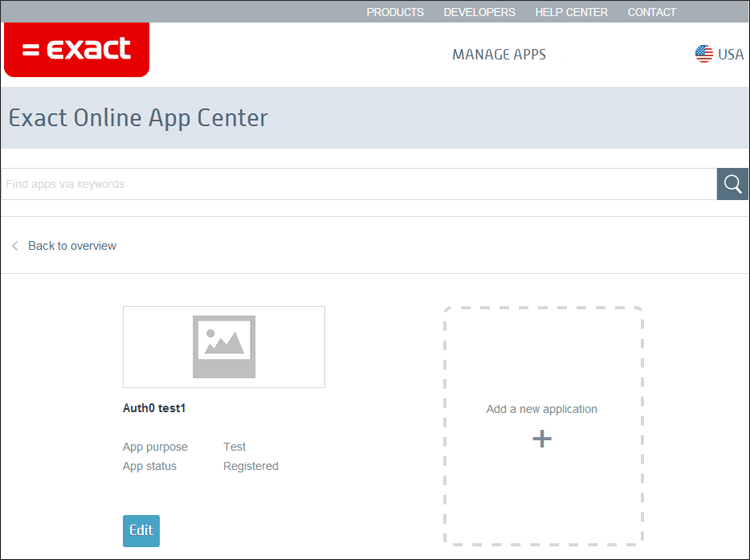 PRODUCTS DEVELOPERS HELP CENTER CONTACT
= exact
MANAGE APPS USA
Exact Online App Center
Find apps via keywords
Back to overview
Auth0 test1
App purpose Test
App status Registered
Edit
Add a new application
+